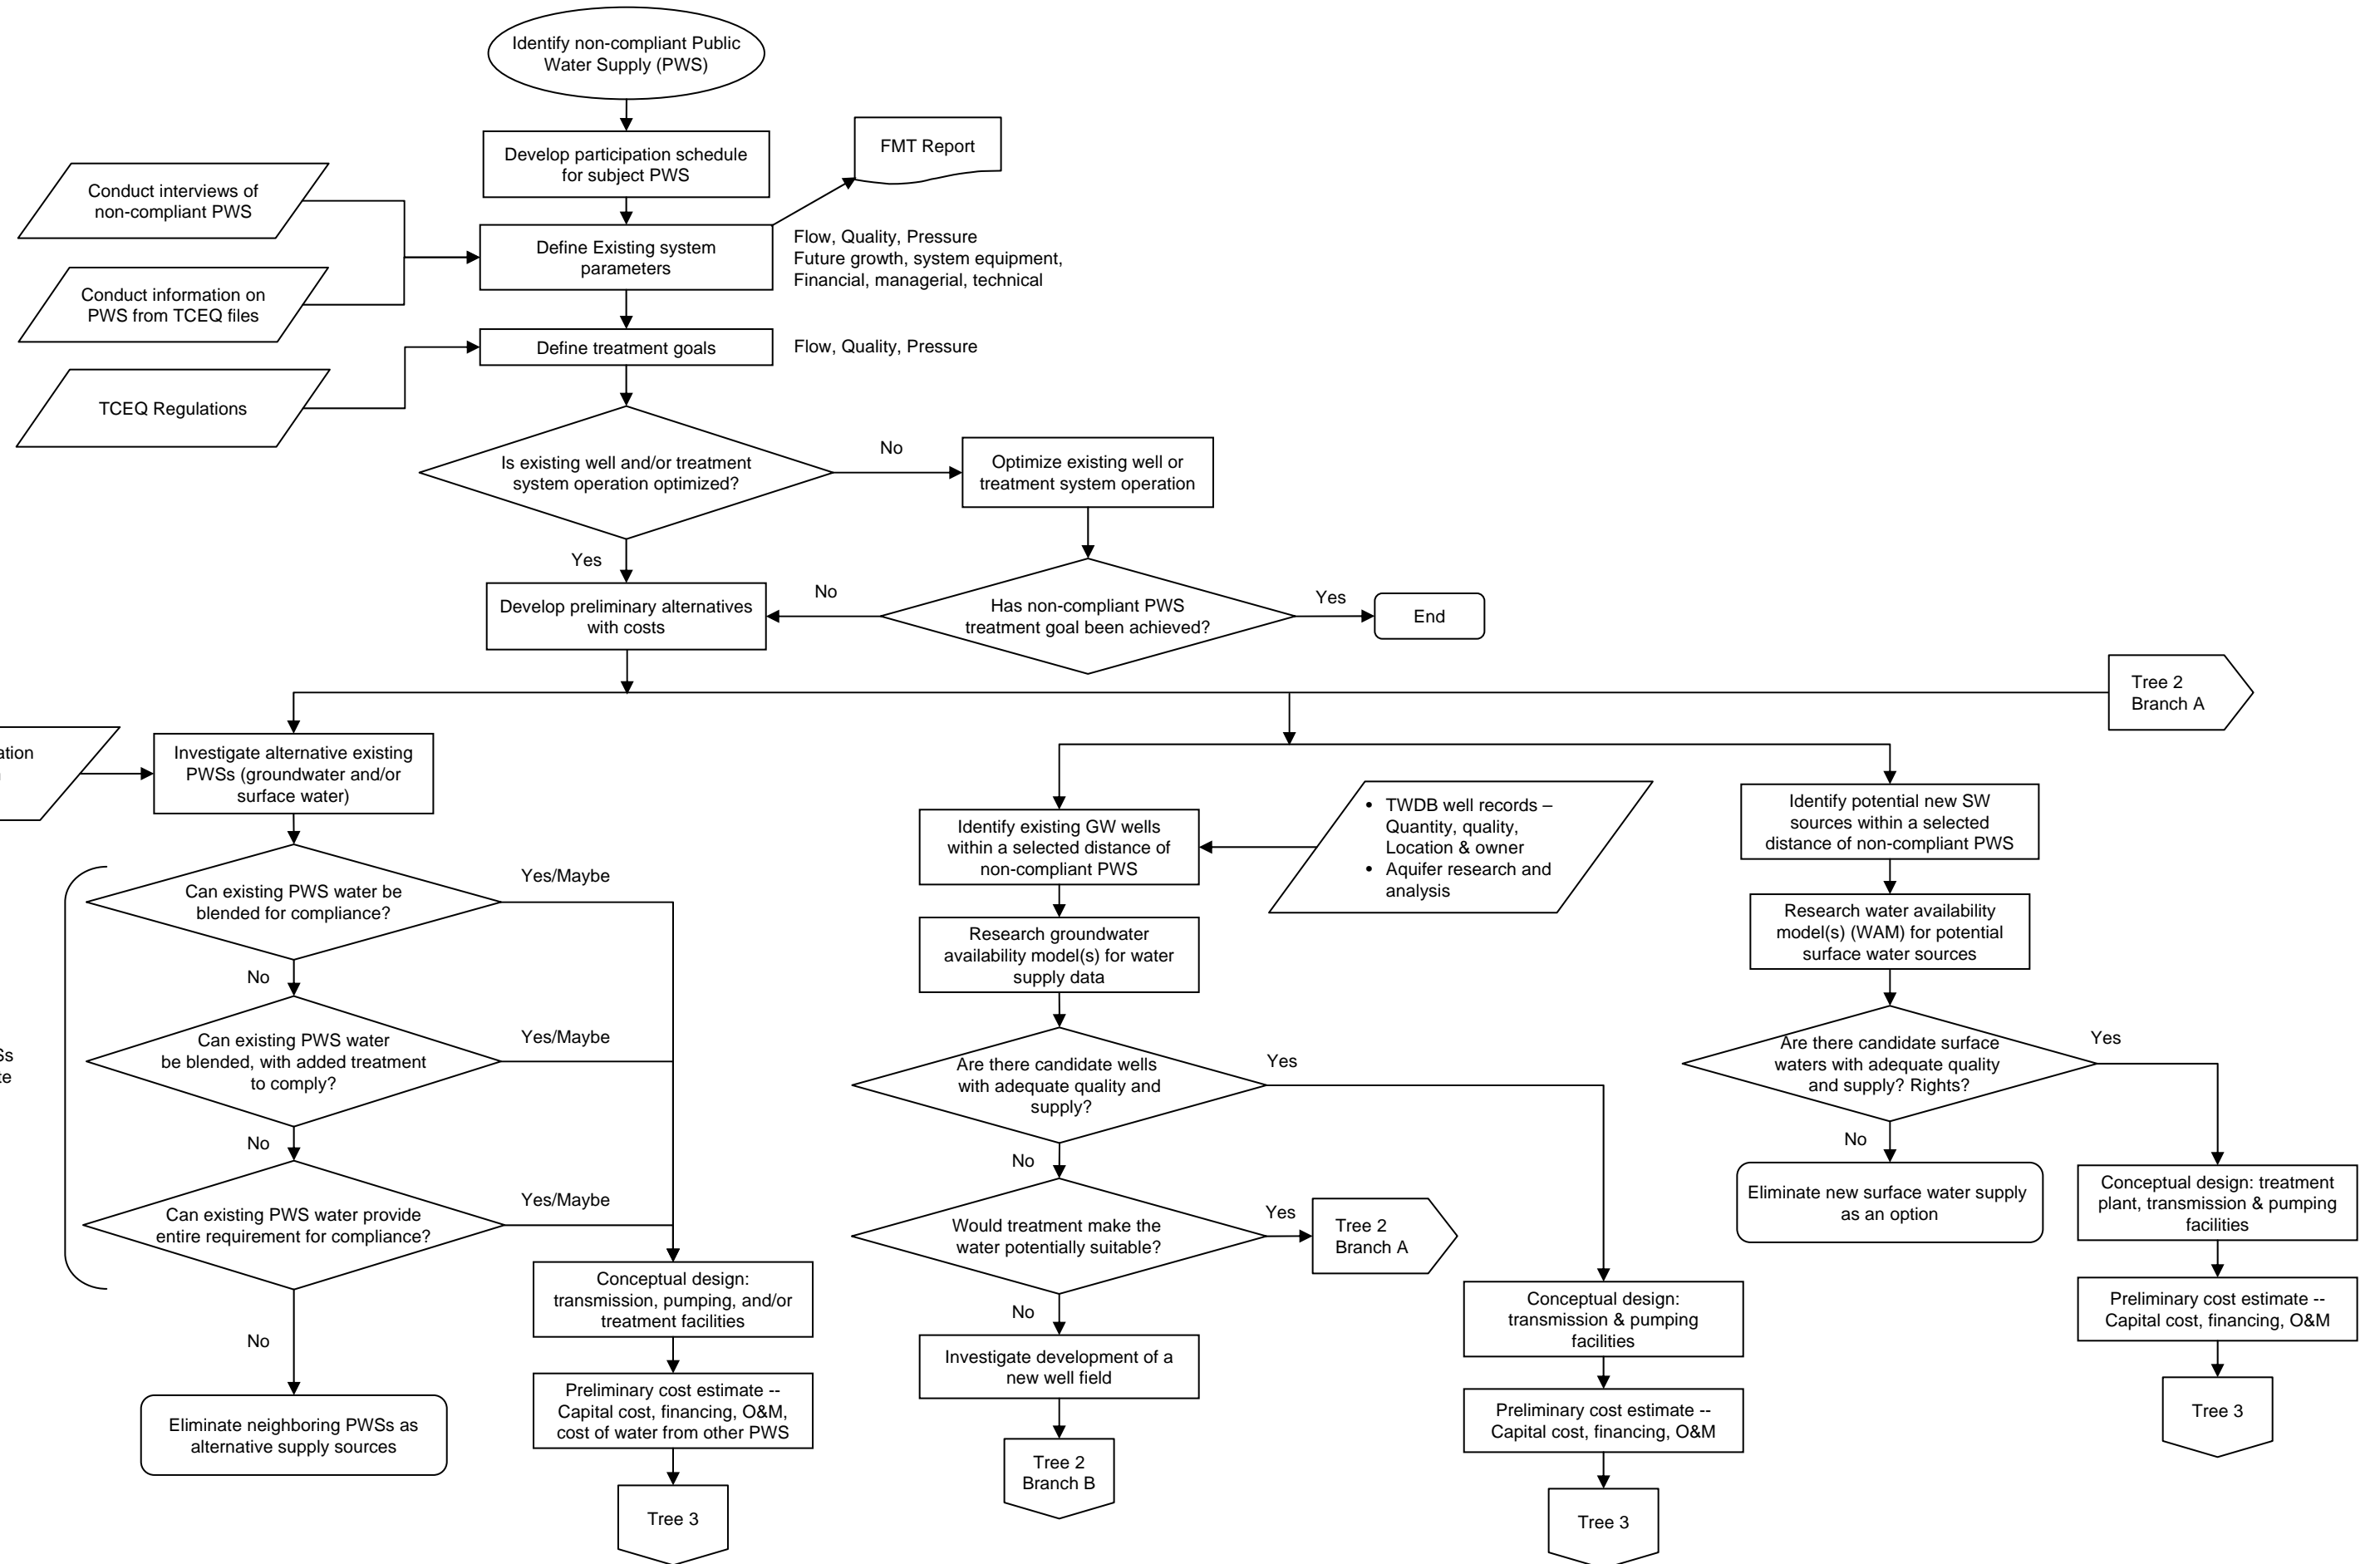 Identify non-compliant Public
Water Supply (PWS)
Develop participation schedule
for subject PWS
FMT Report
Conduct interviews of
non-compliant PWS
Define Existing system
parameters
Flow, Quality, Pressure
Future growth, system equipment,
Financial, managerial, technical
Conduct information on
PWS from TCEQ files
Define treatment goals
Flow, Quality, Pressure
TCEQ Regulations
Is existing well and/or treatment
system operation optimized?
No
Optimize existing well or
treatment system operation
Yes
Develop preliminary alternatives
with costs
No
Has non-compliant PWS
treatment goal been achieved?
Yes
End
Tree 2
Branch A
Investigate alternative existing
PWSs (groundwater and/or
surface water)
Can existing PWS water be
blended for compliance?
Yes/Maybe
No
Can existing PWS water
be blended, with added treatment
to comply?
Yes/Maybe
No
Can existing PWS water provide
entire requirement for compliance?
Yes/Maybe
No
Eliminate neighboring PWSs as
alternative supply sources
Conceptual design:
transmission, pumping, and/or
treatment facilities
Preliminary cost estimate --
Capital cost, financing, O&M,
cost of water from other PWS
Tree 3
Identify existing GW wells
within a selected distance of
non-compliant PWS
• TWDB well records –
Quantity, quality,
Location & owner
• Aquifer research and
analysis
Research groundwater
availability model(s) for water
supply data
Are there candidate wells
with adequate quality and
supply?
Yes
No
Would treatment make the
water potentially suitable?
Yes
Tree 2
Branch A
No
Investigate development of a
new well field
Tree 2
Branch B
Conceptual design:
transmission & pumping
facilities
Preliminary cost estimate --
Capital cost, financing, O&M
Tree 3
Identify potential new SW
sources within a selected
distance of non-compliant PWS
Research water availability
model(s) (WAM) for potential
surface water sources
Are there candidate surface
waters with adequate quality
and supply? Rights?
Yes
No
Eliminate new surface water supply
as an option
Conceptual design: treatment
plant, transmission & pumping
facilities
Preliminary cost estimate --
Capital cost, financing, O&M
Tree 3